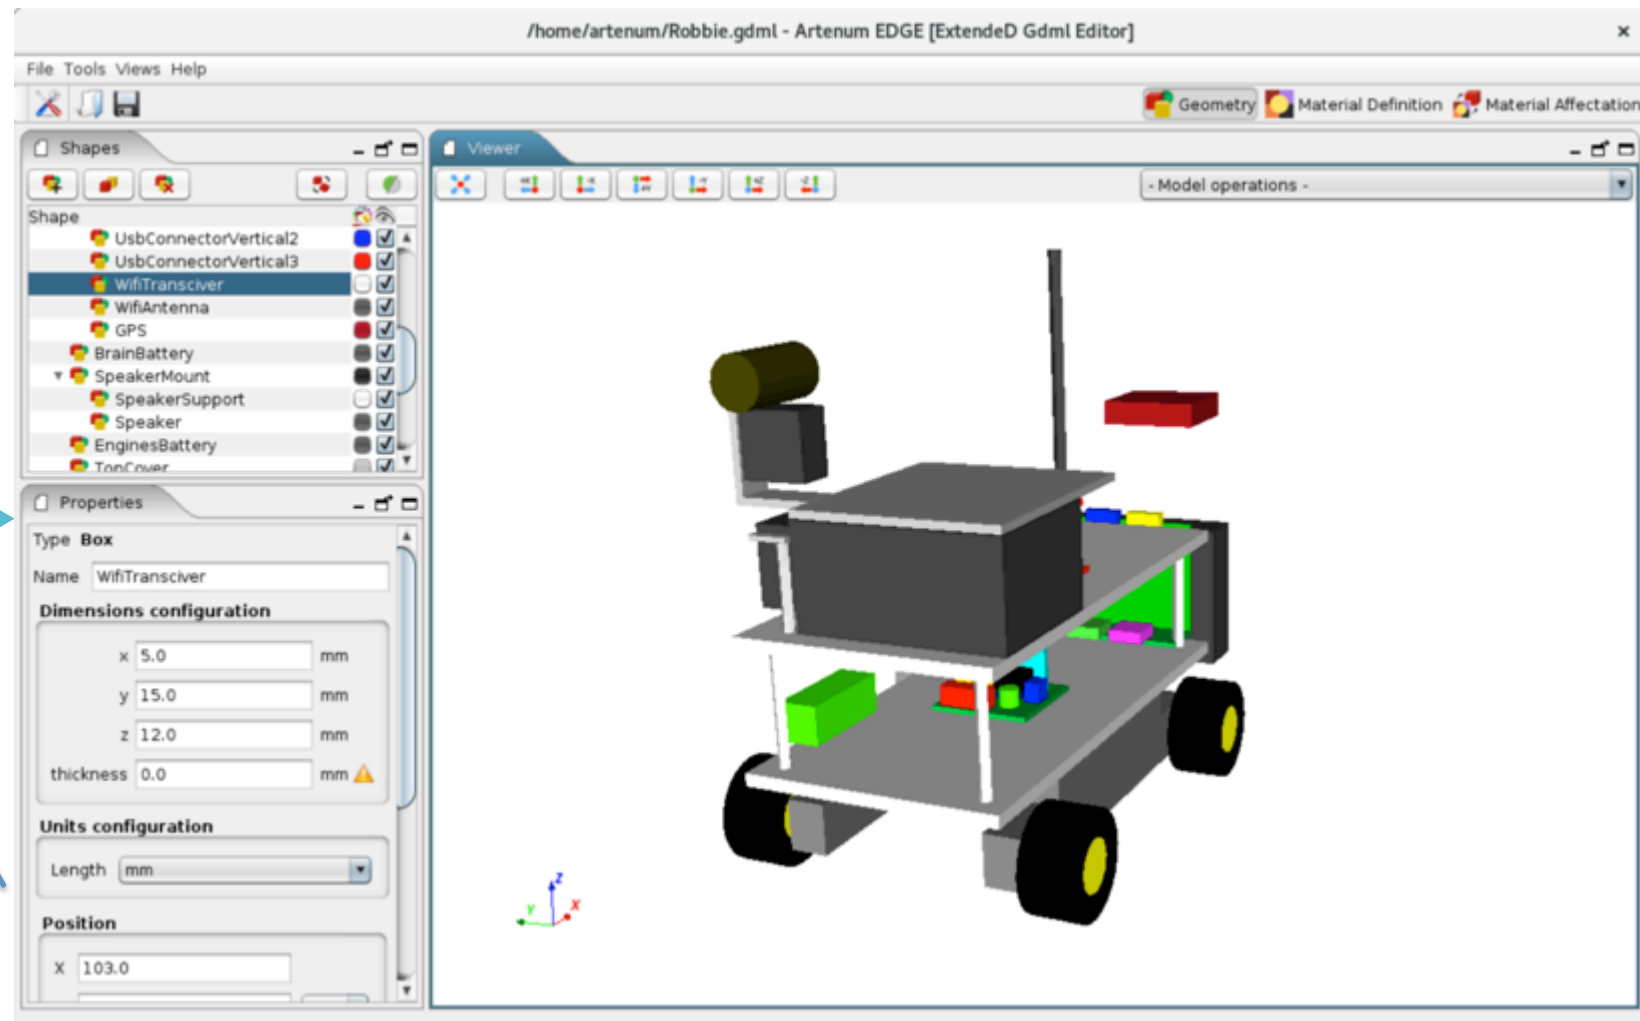 /home/artenum/Robbie.gdml - Artenum EDGE [ExtendeD Gdml Editor]
File Tools Views Help
Geometry Material Definition Material Affectation
Shapes
Viewer
- Model operations -
Shape
UsbConnectorVertical2
UsbConnectorVertical3
WifiTransciver
WifiAntenna
GPS
BrainBattery
SpeakerMount
SpeakerSupport
Speaker
EnginesBattery
TopCover
Properties
Type Box
Name WifiTransciver
Dimensions configuration
x 5.0 mm
y 15.0 mm
z 12.0 mm
thickness 0.0 mm
Units configuration
Length mm
Position
X 103.0
Z
Y
X